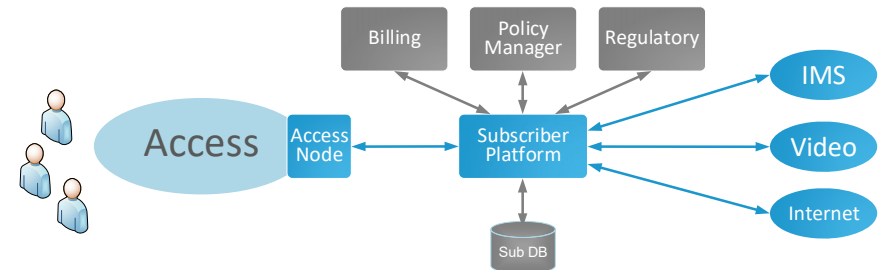 Billing
Policy
Manager
Regulatory
IMS
Access
Access
Node
Subscriber
Platform
Video
Internet
Sub DB